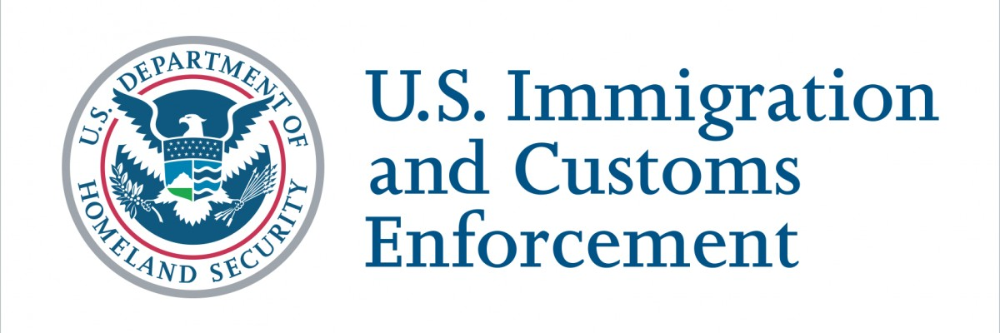 U.S. DEPARTMENT OF
HOMELAND SECURITY
U.S. Immigration
and Customs
Enforcement